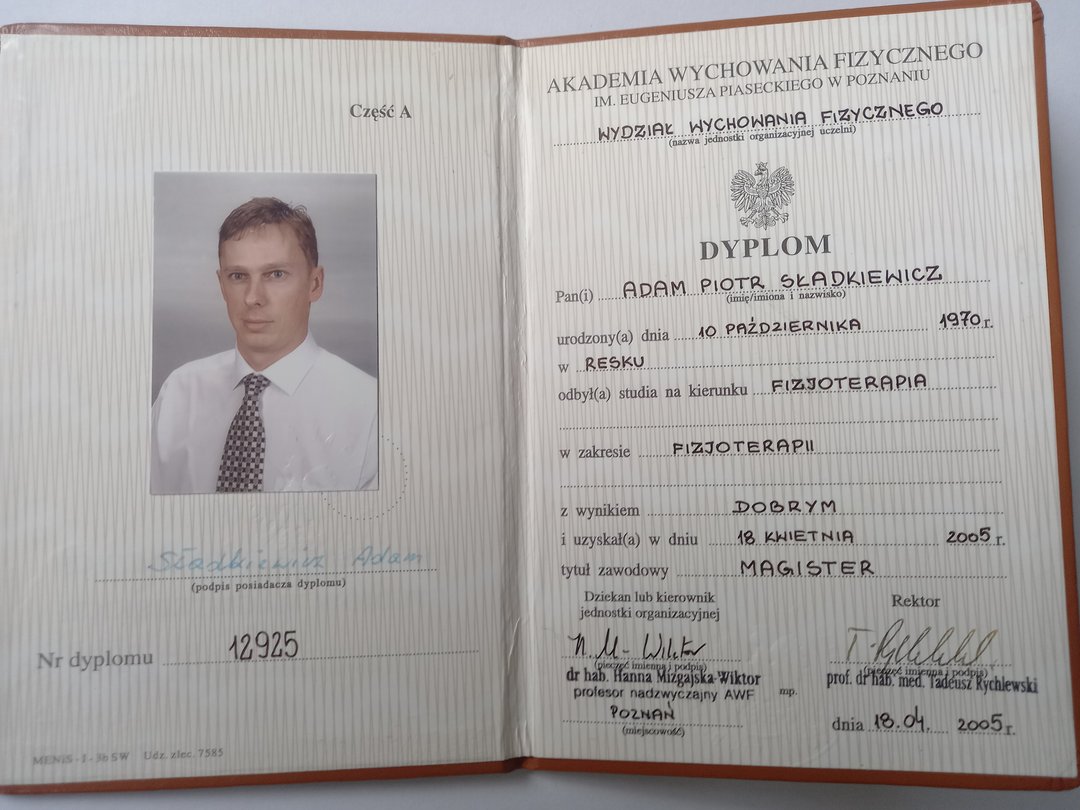 Część A
Sładkiewicz Adam
(podpis posiadacza dyplomu)
Nr dyplomu 12925
MENiS - I - 3b SW Udz. zlec. 7585
AKADEMIA WYCHOWANIA FIZYCZNEGO
IM. EUGENIUSZA PIASECKIEGO W POZNANIU
WYDZIAŁ WYCHOWANIA FIZYCZNEGO
(nazwa jednostki organizacyjnej uczelni)
DYPLOM
Pan(i) ADAM PIOTR SŁADKIEWICZ
(imię/imiona i nazwisko)
urodzony(a) dnia 10 PAŹDZIERNIKA 1970 r.
w RESKU
odbył(a) studia na kierunku FIZJOTERAPIA
w zakresie FIZJOTERAPII
z wynikiem DOBRYM
i uzyskał(a) w dniu 18 KWIETNIA 2005 r.
tytuł zawodowy MAGISTER
Dziekan lub kierownik
jednostki organizacyjnej
Rektor
(pieczęć imienna i podpis)
dr hab. Hanna Mizgajska-Wiktor
profesor nadzwyczajny AWF
mp.
(pieczęć imienna i podpis)
prof. dr hab. med. Tadeusz Rychlewski
POZNAŃ
(miejscowość)
dnia 18.04. 2005 r.